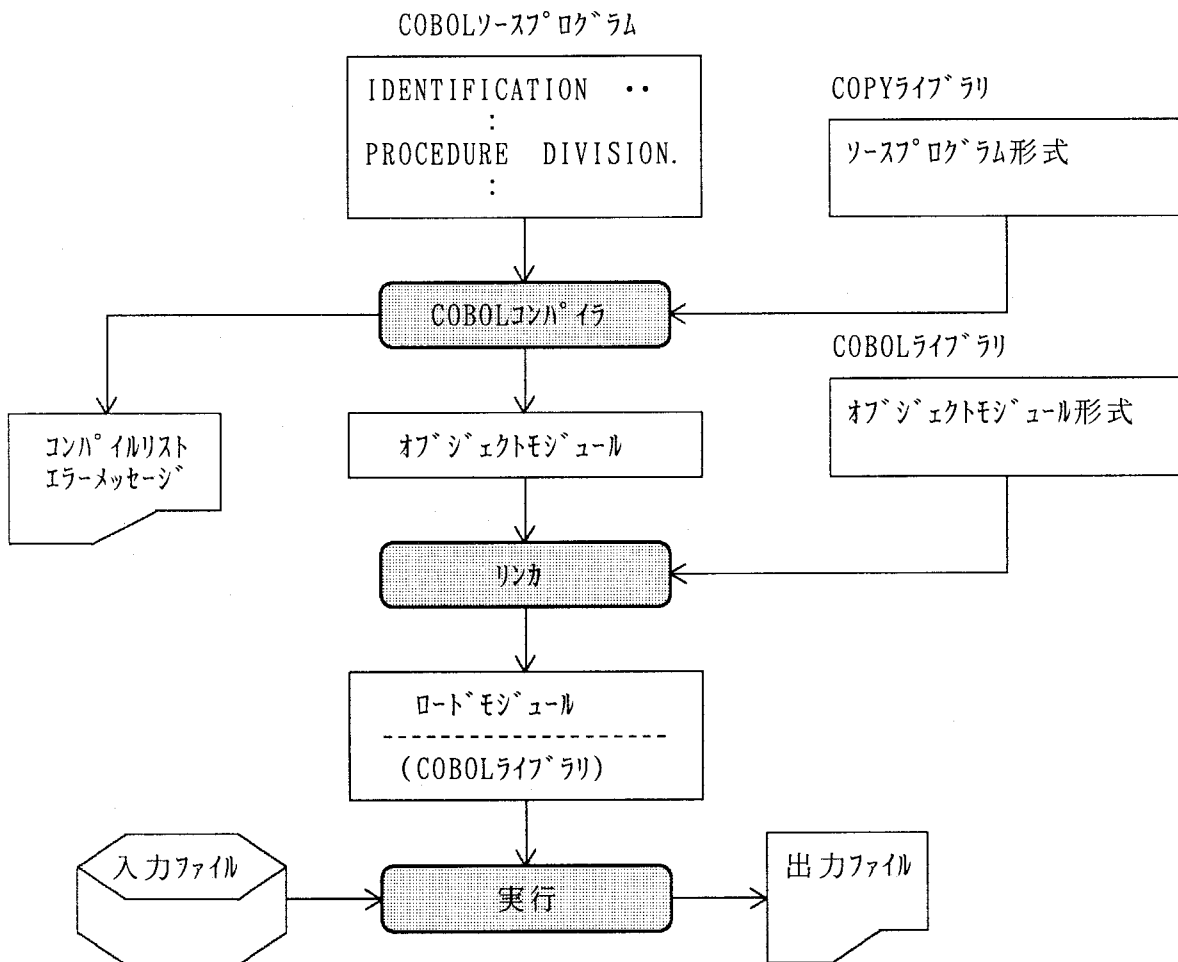 COBOLｿｰｽﾌﾟﾛｸﾞﾗﾑ
IDENTIFICATION ‥
：
PROCEDURE DIVISION.
：
COPYﾗｲﾌﾞﾗﾘ
ｿｰｽﾌﾟﾛｸﾞﾗﾑ形式
COBOLｺﾝﾊﾟｲﾗ
COBOLﾗｲﾌﾞﾗﾘ
ｵﾌﾞｼﾞｪｸﾄﾓｼﾞｭｰﾙ形式
ｺﾝﾊﾟｲﾙﾘｽﾄ
ｴﾗｰﾒｯｾｰｼﾞ
ｵﾌﾞｼﾞｪｸﾄﾓｼﾞｭｰﾙ
ﾘﾝｶ
ﾛｰﾄﾞﾓｼﾞｭｰﾙ
(COBOLﾗｲﾌﾞﾗﾘ)
入力ﾌｧｲﾙ
実行
出力ﾌｧｲﾙ